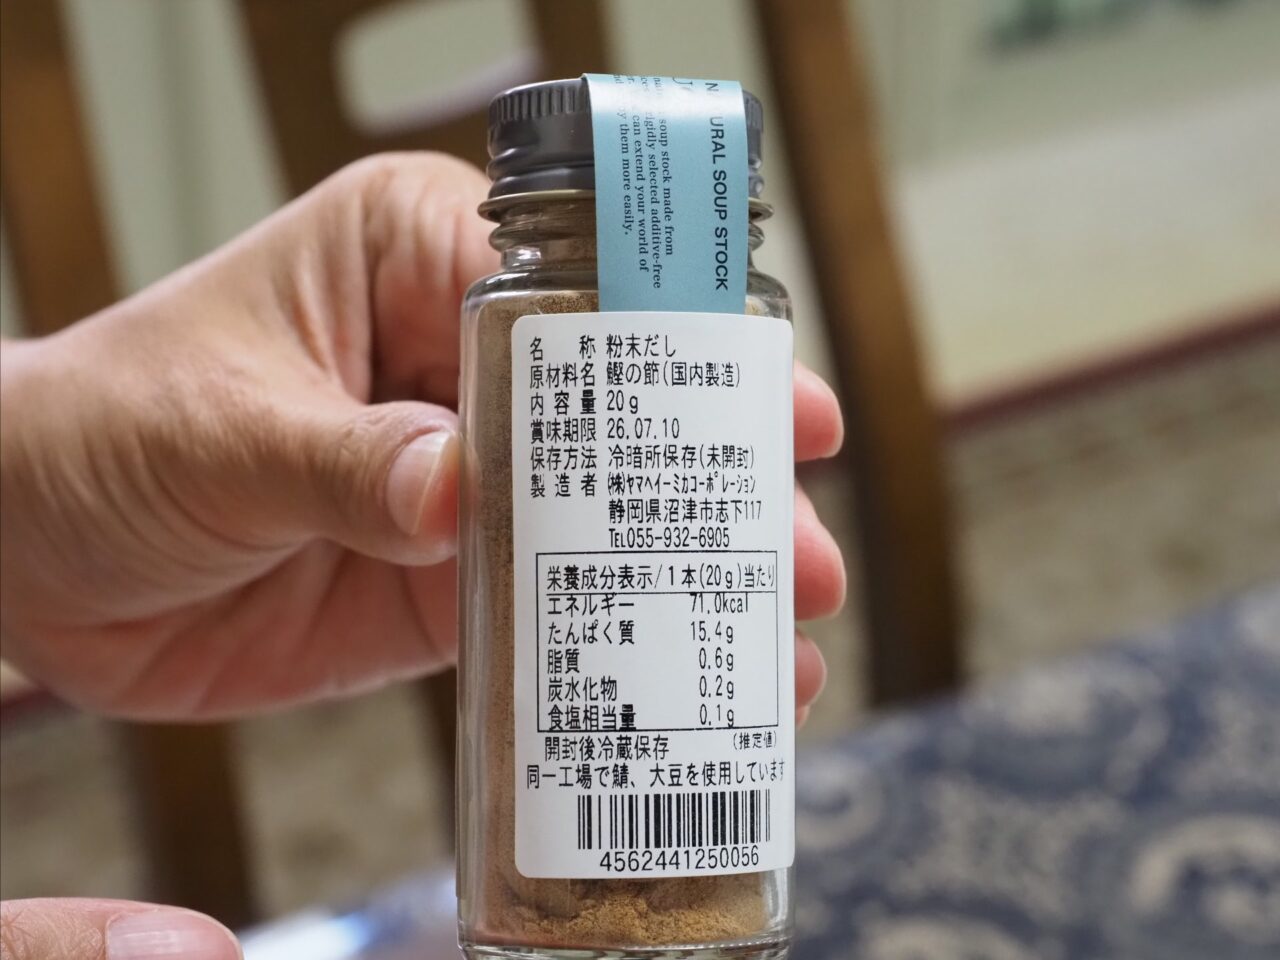 NATURAL SOUP STOCK
soup stock made from
rigidly selected additive-free
can extend your world of
by them more easily.
名称 粉末だし
原材料名 鰹の節(国内製造)
内容量 20g
賞味期限 26.07.10
保存方法 冷暗所保存(未開封)
製造者 ㈱ヤマヘイーミカコーポレーション
静岡県沼津市志下117
℡055-932-6905
栄養成分表示/1本(20g)当たり
エネルギー 71.0kcal
たんぱく質 15.4g
脂質 0.6g
炭水化物 0.2g
食塩相当量 0.1g
(推定値)
開封後冷蔵保存
同一工場で鯖、大豆を使用しています
4562441250056